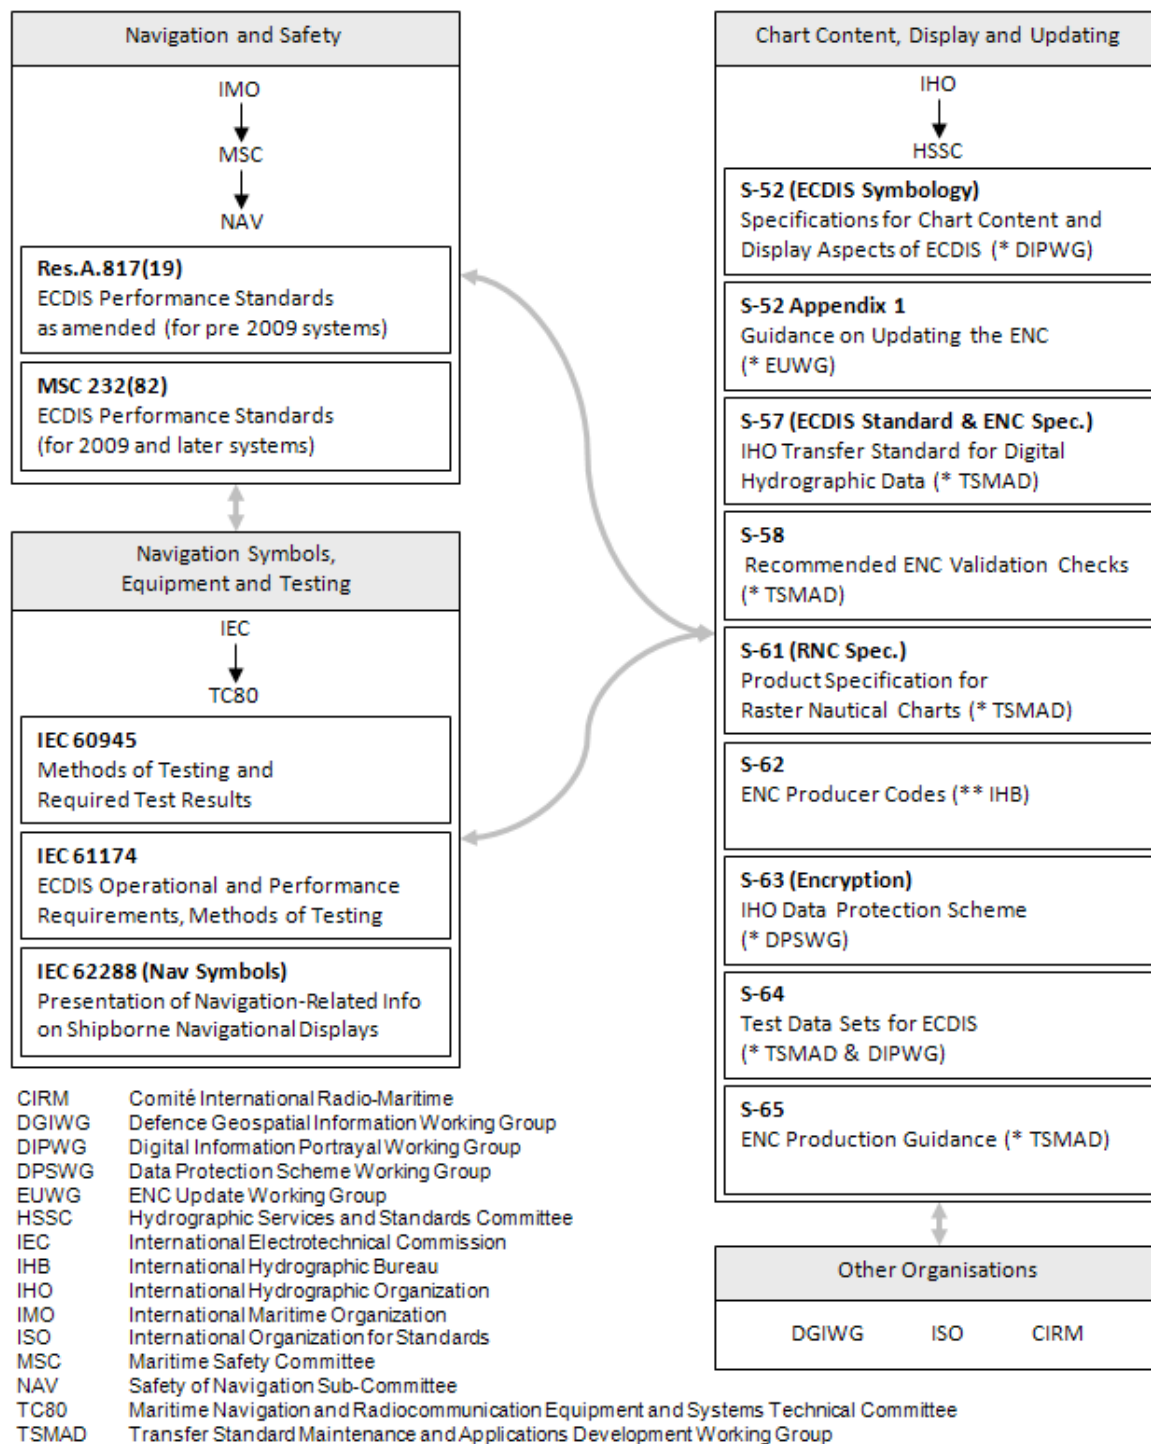 Navigation and Safety
IMO
MSC
NAV
Res.A.817(19)
ECDIS Performance Standards
as amended (for pre 2009 systems)
MSC 232(82)
ECDIS Performance Standards
(for 2009 and later systems)
Navigation Symbols,
Equipment and Testing
IEC
TC80
IEC 60945
Methods of Testing and
Required Test Results
IEC 61174
ECDIS Operational and Performance
Requirements, Methods of Testing
IEC 62288 (Nav Symbols)
Presentation of Navigation-Related Info
on Shipborne Navigational Displays
Chart Content, Display and Updating
IHO
HSSC
S-52 (ECDIS Symbology)
Specifications for Chart Content and
Display Aspects of ECDIS (* DIPWG)
S-52 Appendix 1
Guidance on Updating the ENC
(* EUWG)
S-57 (ECDIS Standard & ENC Spec.)
IHO Transfer Standard for Digital
Hydrographic Data (* TSMAD)
S-58
Recommended ENC Validation Checks
(* TSMAD)
S-61 (RNC Spec.)
Product Specification for
Raster Nautical Charts (* TSMAD)
S-62
ENC Producer Codes (** IHB)
S-63 (Encryption)
IHO Data Protection Scheme
(* DPSWG)
S-64
Test Data Sets for ECDIS
(* TSMAD & DIPWG)
S-65
ENC Production Guidance (* TSMAD)
Other Organisations
DGIWG ISO CIRM
CIRM Comité International Radio-Maritime
DGIWG Defence Geospatial Information Working Group
DIPWG Digital Information Portrayal Working Group
DPSWG Data Protection Scheme Working Group
EUWG ENC Update Working Group
HSSC Hydrographic Services and Standards Committee
IEC International Electrotechnical Commission
IHB International Hydrographic Bureau
IHO International Hydrographic Organization
IMO International Maritime Organization
ISO International Organization for Standards
MSC Maritime Safety Committee
NAV Safety of Navigation Sub-Committee
TC80 Maritime Navigation and Radiocommunication Equipment and Systems Technical Committee
TSMAD Transfer Standard Maintenance and Applications Development Working Group